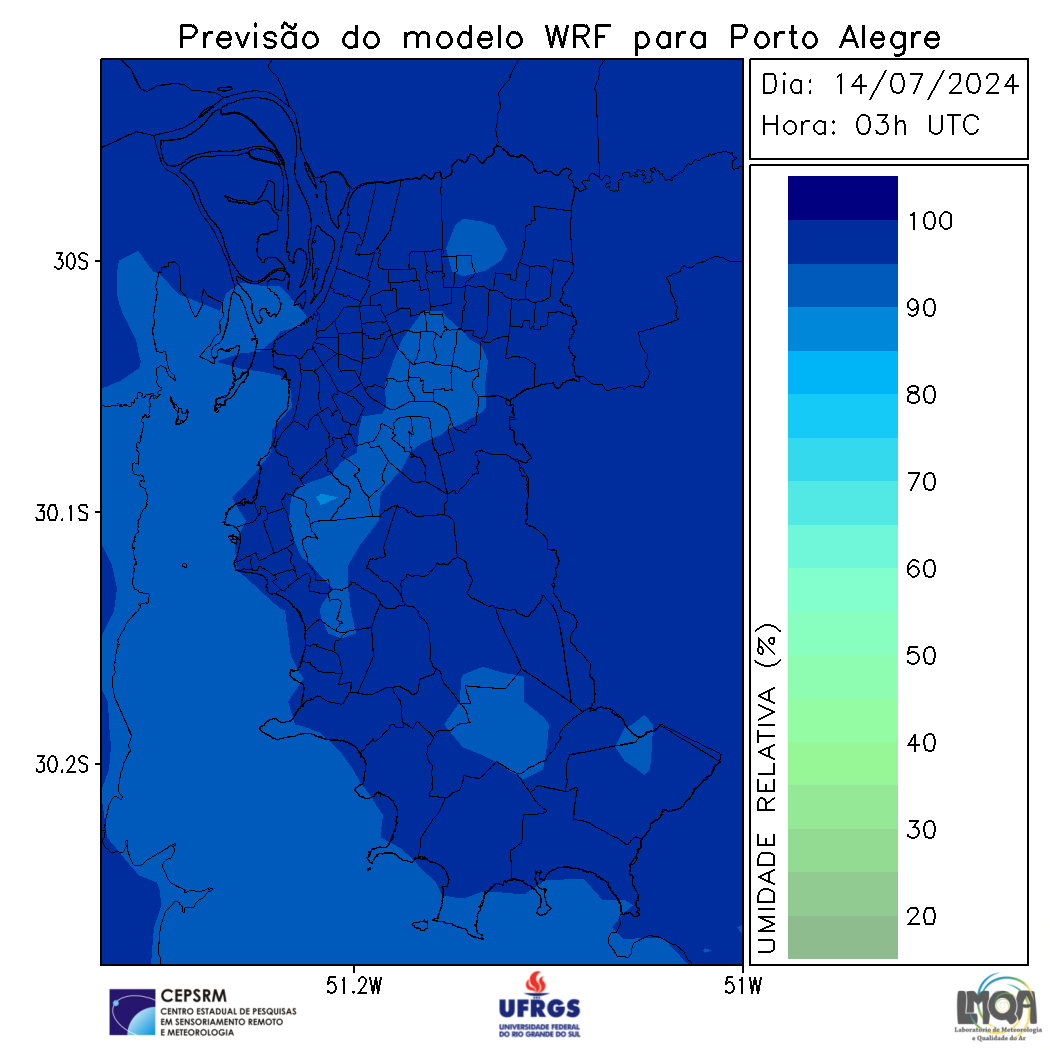 Previsão do modelo WRF para Porto Alegre
Dia: 14/07/2024
Hora: 03h UTC
100
90
80
70
60
50
40
30
20
UMIDADE RELATIVA (%)
30S
30.1S
30.2S
51.2W
51W
CEPSRM
CENTRO ESTADUAL DE PESQUISAS
EM SENSORIAMENTO REMOTO
E METEOROLOGIA
UFRGS
UNIVERSIDADE FEDERAL
DO RIO GRANDE DO SUL
LMQA
Laboratório de Meteorologia
e Qualidade do Ar